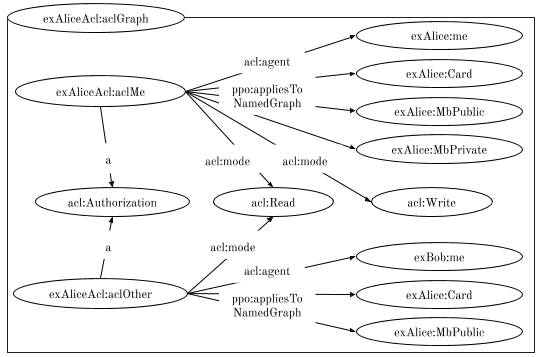 exAliceAcl:aclGraph
exAlice:me
acl:agent
exAlice:Card
exAliceAcl:aclMe
ppo:appliesTo
NamedGraph
exAlice:MbPublic
exAlice:MbPrivate
a
acl:mode
acl:mode
acl:Authorization
acl:Read
acl:Write
a
acl:mode
exBob:me
acl:agent
exAliceAcl:aclOther
ppo:appliesTo
NamedGraph
exAlice:Card
exAlice:MbPublic